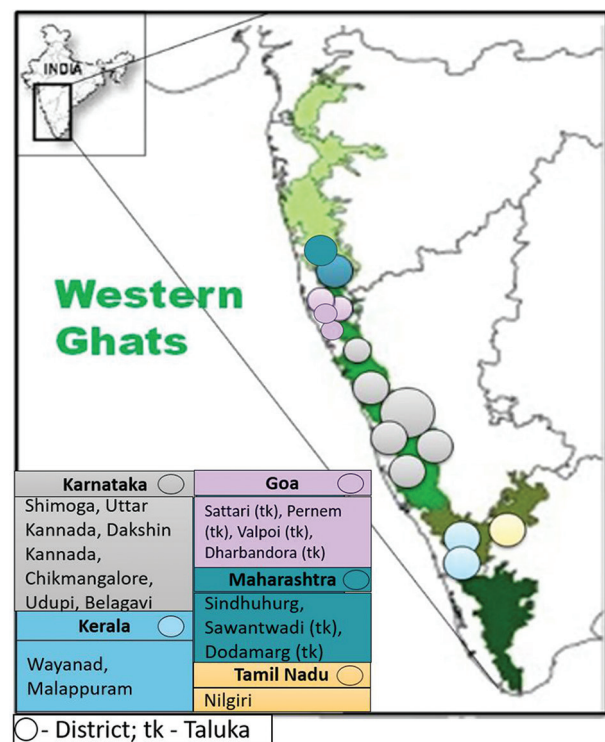 INDIA
Western
Ghats
Karnataka
Shimoga, Uttar
Kannada, Dakshin
Kannada,
Chikmangalore,
Udupi, Belagavi
Kerala
Wayanad,
Malappuram
Goa
Sattari (tk), Pernem
(tk), Valpoi (tk),
Dharbandora (tk)
Maharashtra
Sindhuhurg,
Sawantwadi (tk),
Dodamarg (tk)
Tamil Nadu
Nilgiri
- District; tk - Taluka